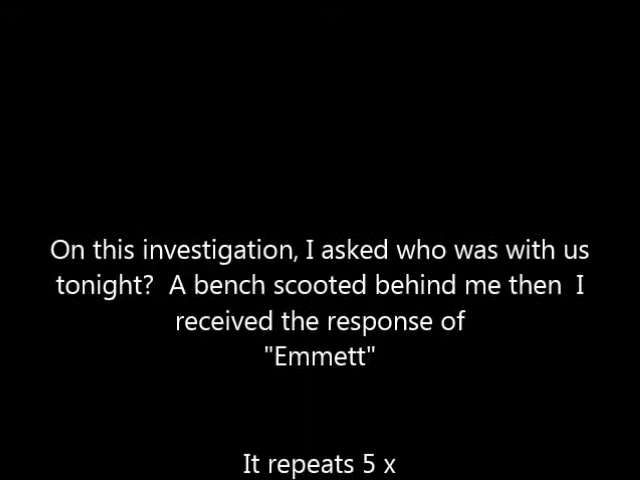 On this investigation, I asked who was with us
tonight?  A bench scooted behind me then  I
received the response of
"Emmett"
It repeats 5 x